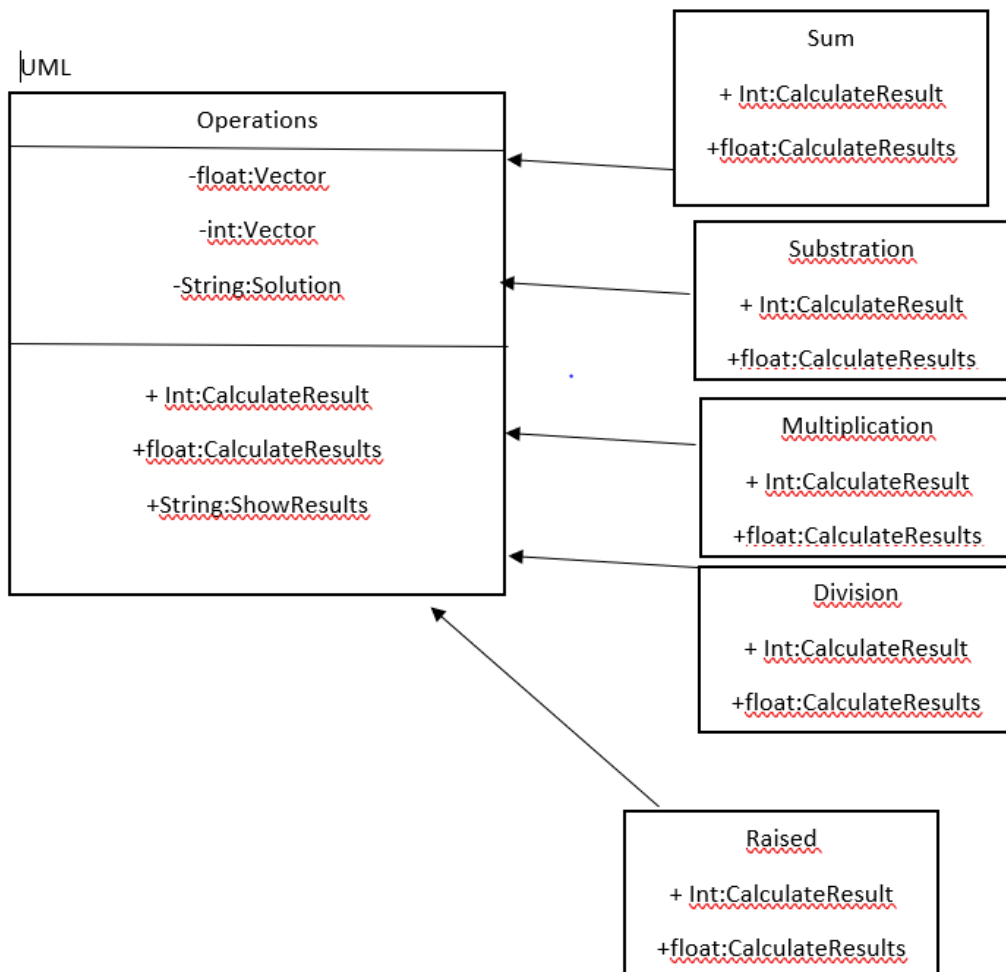 UML
Operations
-float:Vector
-int:Vector
-String:Solution
+ Int:CalculateResult
+float:CalculateResults
+String:ShowResults
Sum
+ Int:CalculateResult
+float:CalculateResults
Substration
+ Int:CalculateResult
+float:CalculateResults
Multiplication
+ Int:CalculateResult
+float:CalculateResults
Division
+ Int:CalculateResult
+float:CalculateResults
Raised
+ Int:CalculateResult
+float:CalculateResults